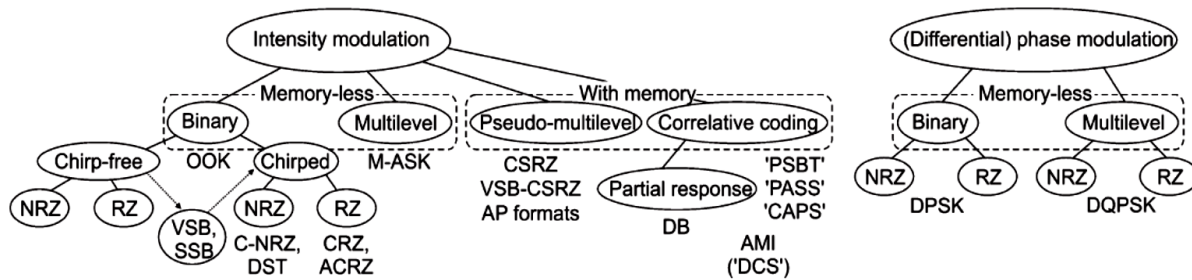 Intensity modulation
(Differential) phase modulation
Memory-less
With memory
Memory-less
Binary
Multilevel
Pseudo-multilevel
Correlative coding
Binary
Multilevel
Chirp-free
OOK
Chirped
M-ASK
CSRZ
VSB-CSRZ
AP formats
Partial response
DB
'PSBT'
'PASS'
'CAPS'
AMI
('DCS')
NRZ
RZ
VSB,
SSB
NRZ
RZ
C-NRZ,
DST
CRZ,
ACRZ
NRZ
RZ
DPSK
NRZ
RZ
DQPSK